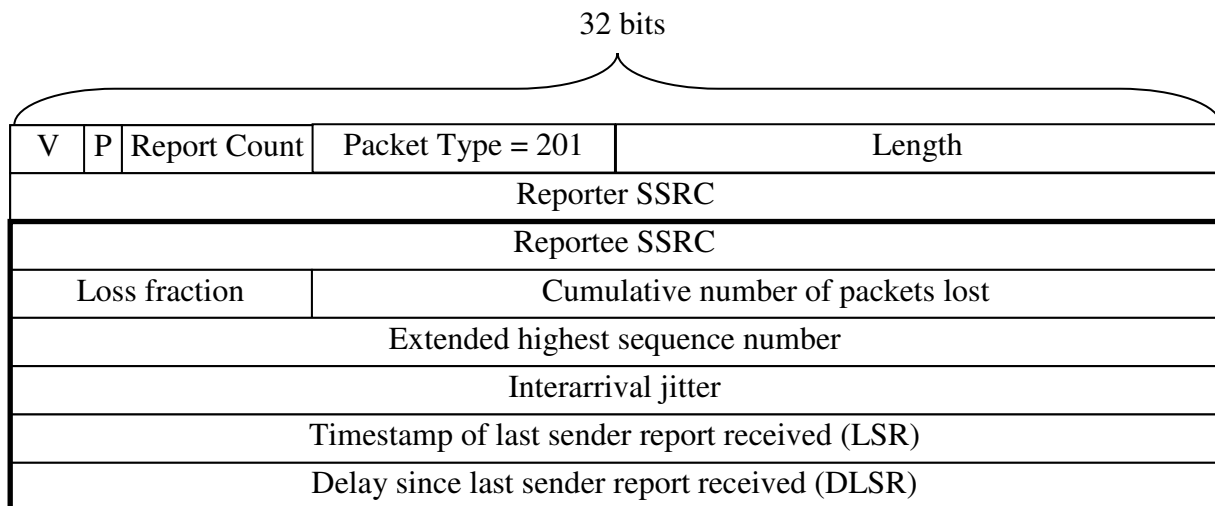 32 bits
V P Report Count Packet Type = 201 Length
Reporter SSRC
Reportee SSRC
Loss fraction Cumulative number of packets lost
Extended highest sequence number
Interarrival jitter
Timestamp of last sender report received (LSR)
Delay since last sender report received (DLSR)